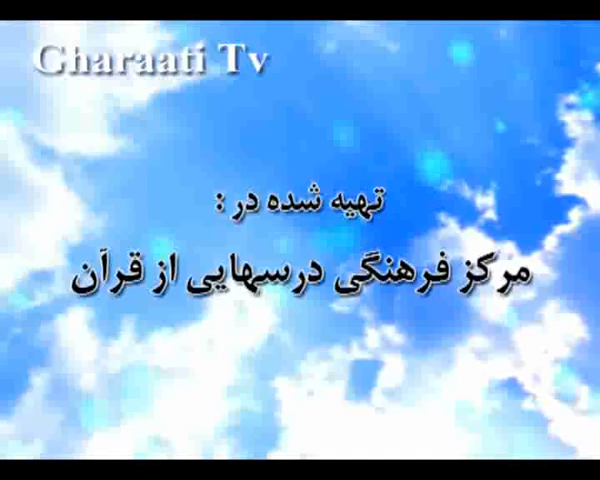 Gharaati Tv
تهیه شده در :
مرکز فرهنگی درسهایی از قرآن